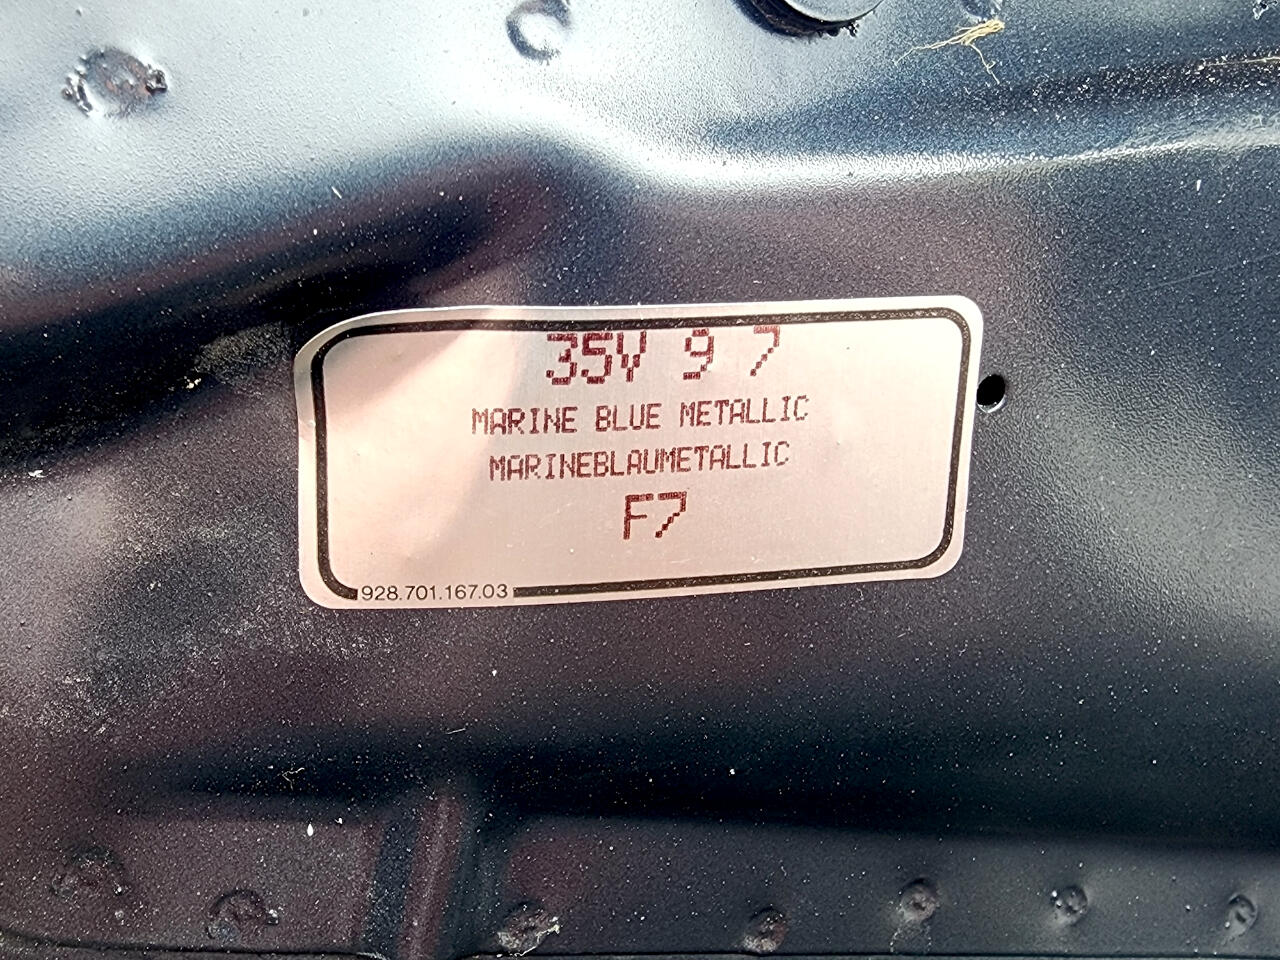 35V 9 7
MARINE BLUE METALLIC
MARINEBLAUMETALLIC
F7
928.701.167.03